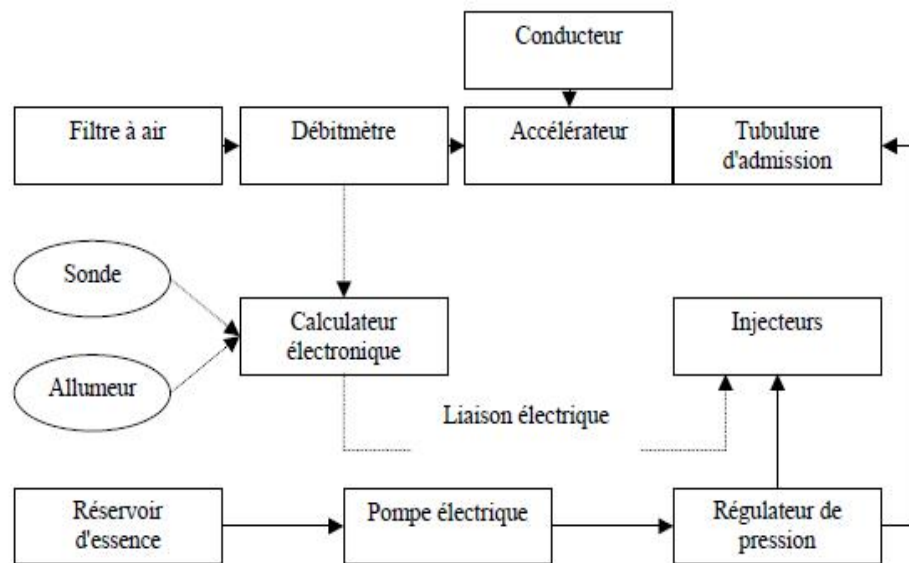 Conducteur
Filtre à air
Débitmètre
Accélérateur
Tubulure
d'admission
Sonde
Calculateur
électronique
Injecteurs
Allumeur
Liaison électrique
Réservoir
d'essence
Pompe électrique
Régulateur de
pression